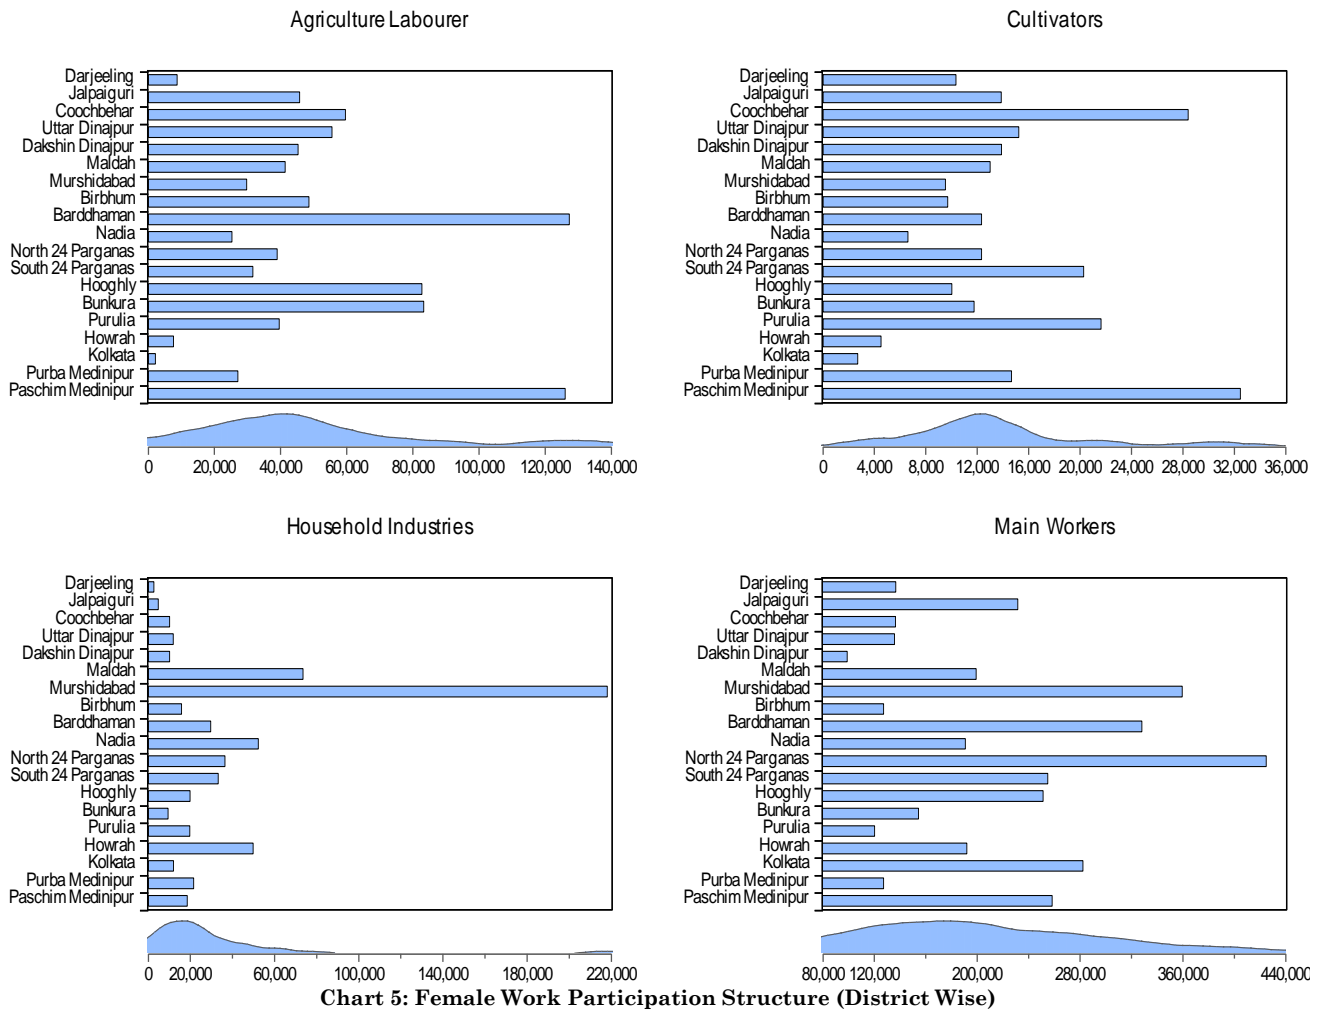 Agriculture Labourer
Darjeeling
Jalpaiguri
Coochbehar
Uttar Dinajpur
Dakshin Dinajpur
Maldah
Murshidabad
Birbhum
Barddhaman
Nadia
North 24 Parganas
South 24 Parganas
Hooghly
Bunkura
Purulia
Howrah
Kolkata
Purba Medinipur
Paschim Medinipur
0 20,000 40,000 60,000 80,000 100,000 120,000 140,000
Cultivators
Darjeeling
Jalpaiguri
Coochbehar
Uttar Dinajpur
Dakshin Dinajpur
Maldah
Murshidabad
Birbhum
Barddhaman
Nadia
North 24 Parganas
South 24 Parganas
Hooghly
Bunkura
Purulia
Howrah
Kolkata
Purba Medinipur
Paschim Medinipur
0 4,000 8,000 12,000 16,000 20,000 24,000 28,000 32,000 36,000
Household Industries
Darjeeling
Jalpaiguri
Coochbehar
Uttar Dinajpur
Dakshin Dinajpur
Maldah
Murshidabad
Birbhum
Barddhaman
Nadia
North 24 Parganas
South 24 Parganas
Hooghly
Bunkura
Purulia
Howrah
Kolkata
Purba Medinipur
Paschim Medinipur
0 20,000 60,000 100,000 140,000 180,000 220,000
Main Workers
Darjeeling
Jalpaiguri
Coochbehar
Uttar Dinajpur
Dakshin Dinajpur
Maldah
Murshidabad
Birbhum
Barddhaman
Nadia
North 24 Parganas
South 24 Parganas
Hooghly
Bunkura
Purulia
Howrah
Kolkata
Purba Medinipur
Paschim Medinipur
80,000 120,000 200,000 280,000 360,000 440,000
Chart 5: Female Work Participation Structure (District Wise)